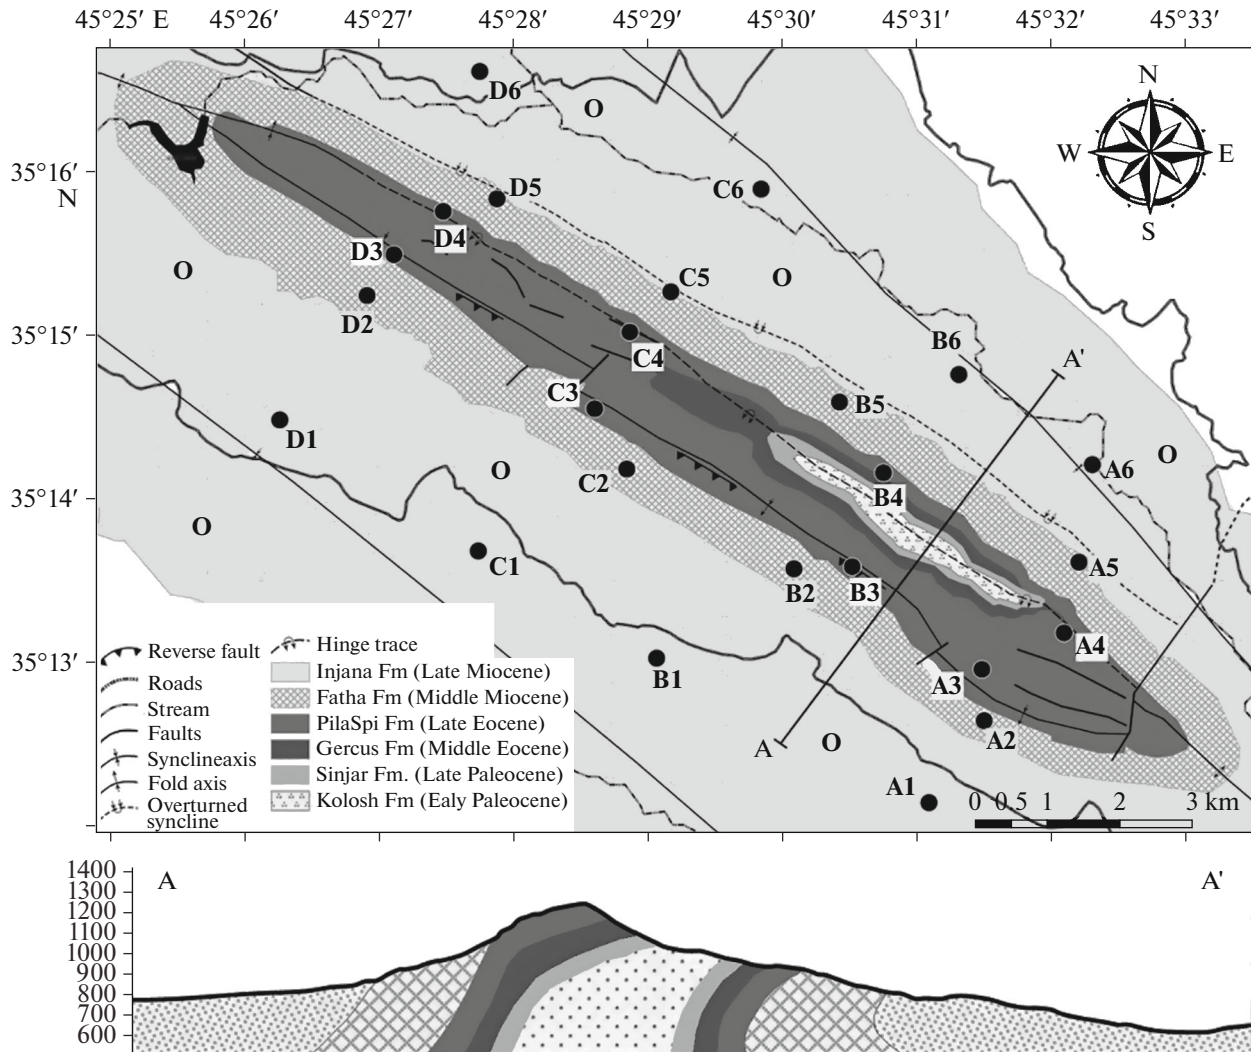 45°25′ E 45°26′ 45°27′ 45°28′ 45°29′ 45°30′ 45°31′ 45°32′ 45°33′
D6
O
N
W E
S
35°16′
N
C6
D5
D4
D3
O
O
C5
D2
35°15′
B6
A'
C4
C3
B5
D1
O
A6
O
C2
B4
35°14′
O
C1
A5
B2
B3
35°13′
A4
B1
A3
A2
A
O
A1
0 0.5 1 2 3 km
Reverse fault
Roads
Stream
Faults
Synclineaxis
Fold axis
Overturned
syncline
Hinge trace
Injana Fm (Late Miocene)
Fatha Fm (Middle Miocene)
PilaSpi Fm (Late Eocene)
Gercus Fm (Middle Eocene)
Sinjar Fm. (Late Paleocene)
Kolosh Fm (Ealy Paleocene)
A A'
1400
1300
1200
1100
1000
900
800
700
600